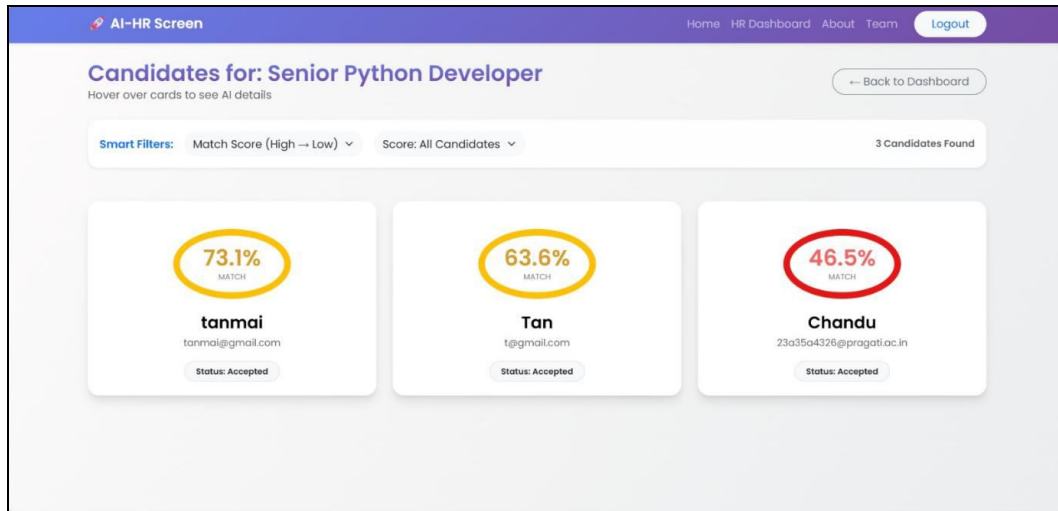 🚀 AI-HR Screen Home HR Dashboard About Team Logout
Candidates for: Senior Python Developer
← Back to Dashboard
Hover over cards to see AI details
Smart Filters: Match Score (High → Low) Score: All Candidates 3 Candidates Found
73.1%
MATCH
tanmai
tanmai@gmail.com
Status: Accepted
63.6%
MATCH
Tan
t@gmail.com
Status: Accepted
46.5%
MATCH
Chandu
23a35a4326@pragati.ac.in
Status: Accepted